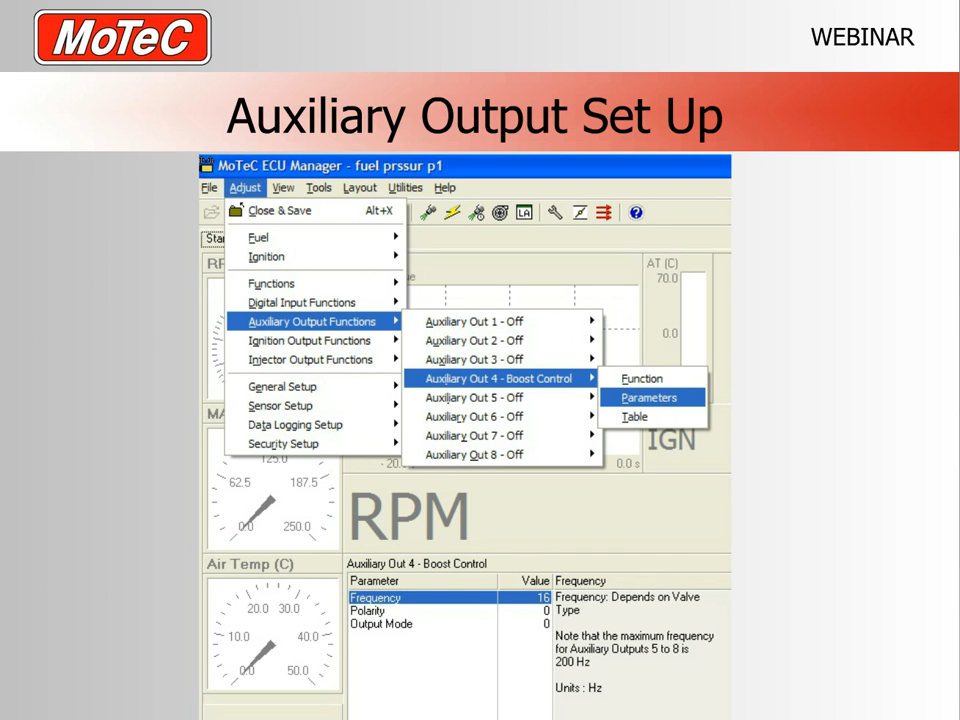 MoTeC
WEBINAR
Auxiliary Output Set Up
MoTeC ECU Manager - fuel prssur p1
File Adjust View Tools Layout Utilities Help
Close & Save Alt+X
Fuel
Ignition
Functions
Digital Input Functions
Auxiliary Output Functions
Ignition Output Functions
Injector Output Functions
General Setup
Sensor Setup
Data Logging Setup
Security Setup
Auxiliary Out 1 - Off
Auxiliary Out 2 - Off
Auxiliary Out 3 - Off
Auxiliary Out 4 - Boost Control
Auxiliary Out 5 - Off
Auxiliary Out 6 - Off
Auxiliary Out 7 - Off
Auxiliary Out 8 - Off
Function
Parameters
Table
LA
AT (C)
70.0
0.0
IGN
- 20.
0.0 s
125.0
62.5 187.5
0.0 250.0
RPM
Air Temp (C)
20.0 30.0
10.0 40.0
0.0 50.0
Auxiliary Out 4 - Boost Control
Parameter Value Frequency
Frequency 16
Polarity 0
Output Mode 0
Frequency: Depends on Valve
Type
Note that the maximum frequency
for Auxiliary Outputs 5 to 8 is
200 Hz
Units : Hz